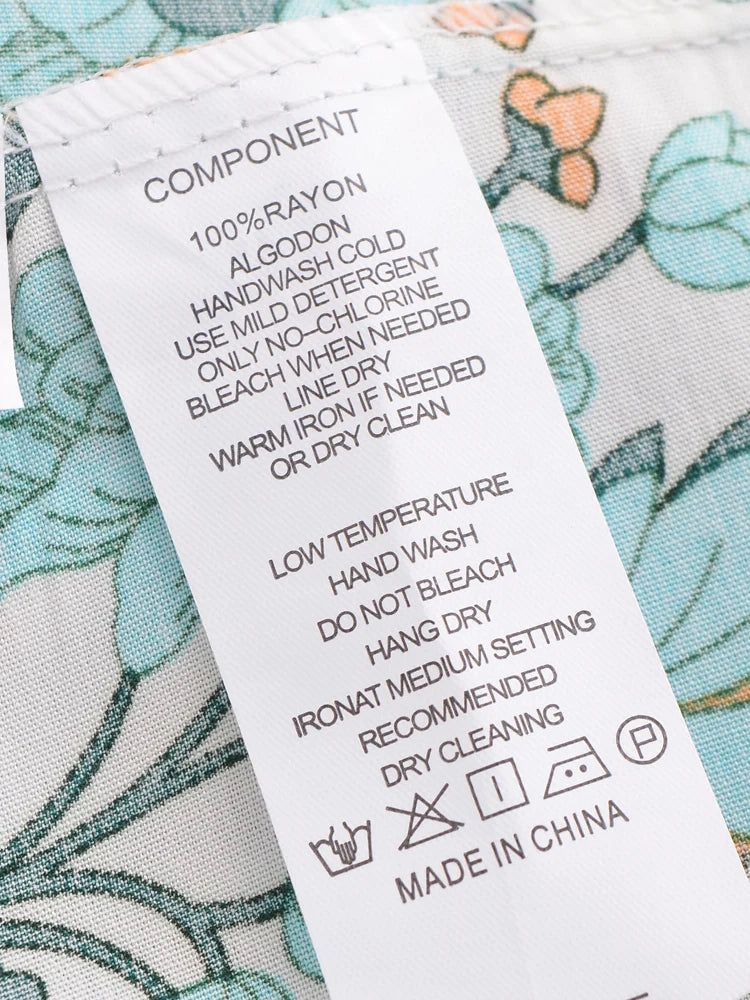 COMPONENT
100%RAYON
ALGODON
HANDWASH COLD
USE MILD DETERGENT
ONLY NO-CHLORINE
BLEACH WHEN NEEDED
LINE DRY
WARM IRON IF NEEDED
OR DRY CLEAN
LOW TEMPERATURE
HAND WASH
DO NOT BLEACH
HANG DRY
IRONAT MEDIUM SETTING
RECOMMENDED
DRY CLEANING
P
MADE IN CHINA